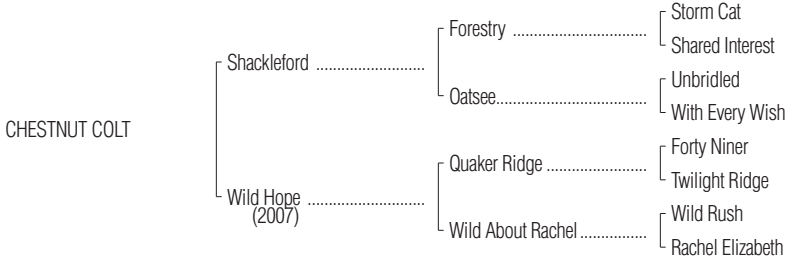 Storm Cat
Forestry ................................
Shared Interest
Shackleford ..........................
Unbridled
Oatsee....................................
With Every Wish
CHESTNUT COLT
Forty Niner
Quaker Ridge ........................
Twilight Ridge
Wild Hope ............................
(2007)
Wild Rush
Wild About Rachel ................
Rachel Elizabeth